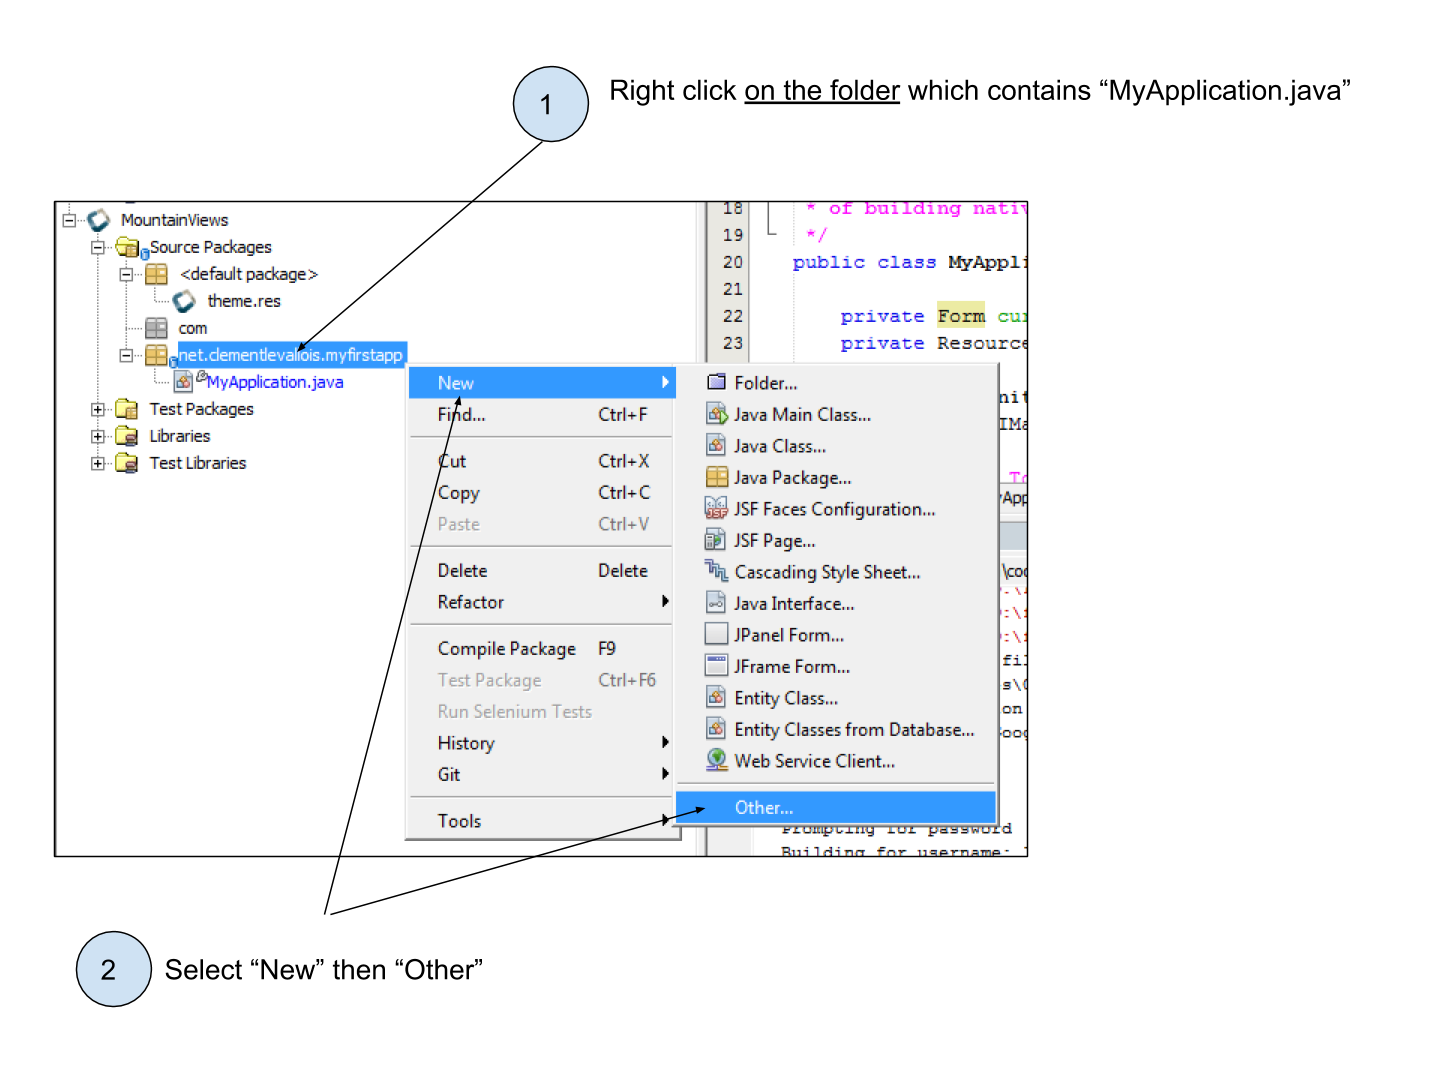 1
Right click on the folder which contains “MyApplication.java”
MountainViews
Source Packages
<default package>
theme.res
com
net.clementlevallois.myfirstapp
MyApplication.java
Test Packages
Libraries
Test Libraries
18 * of building nativ
19 */
20 public class MyAppli
21
22 private Form cur
23 private Resource
New
Find... Ctrl+F
Cut Ctrl+X
Copy Ctrl+C
Paste Ctrl+V
Delete Delete
Refactor
Compile Package F9
Test Package Ctrl+F6
Run Selenium Tests
History
Git
Tools
Folder...
Java Main Class...
Java Class...
Java Package...
JSF Faces Configuration...
JSF Page...
Cascading Style Sheet...
Java Interface...
JPanel Form...
JFrame Form...
Entity Class...
Entity Classes from Database...
Web Service Client...
Other...
Prompting for password
Building for username:
2
Select “New” then “Other”